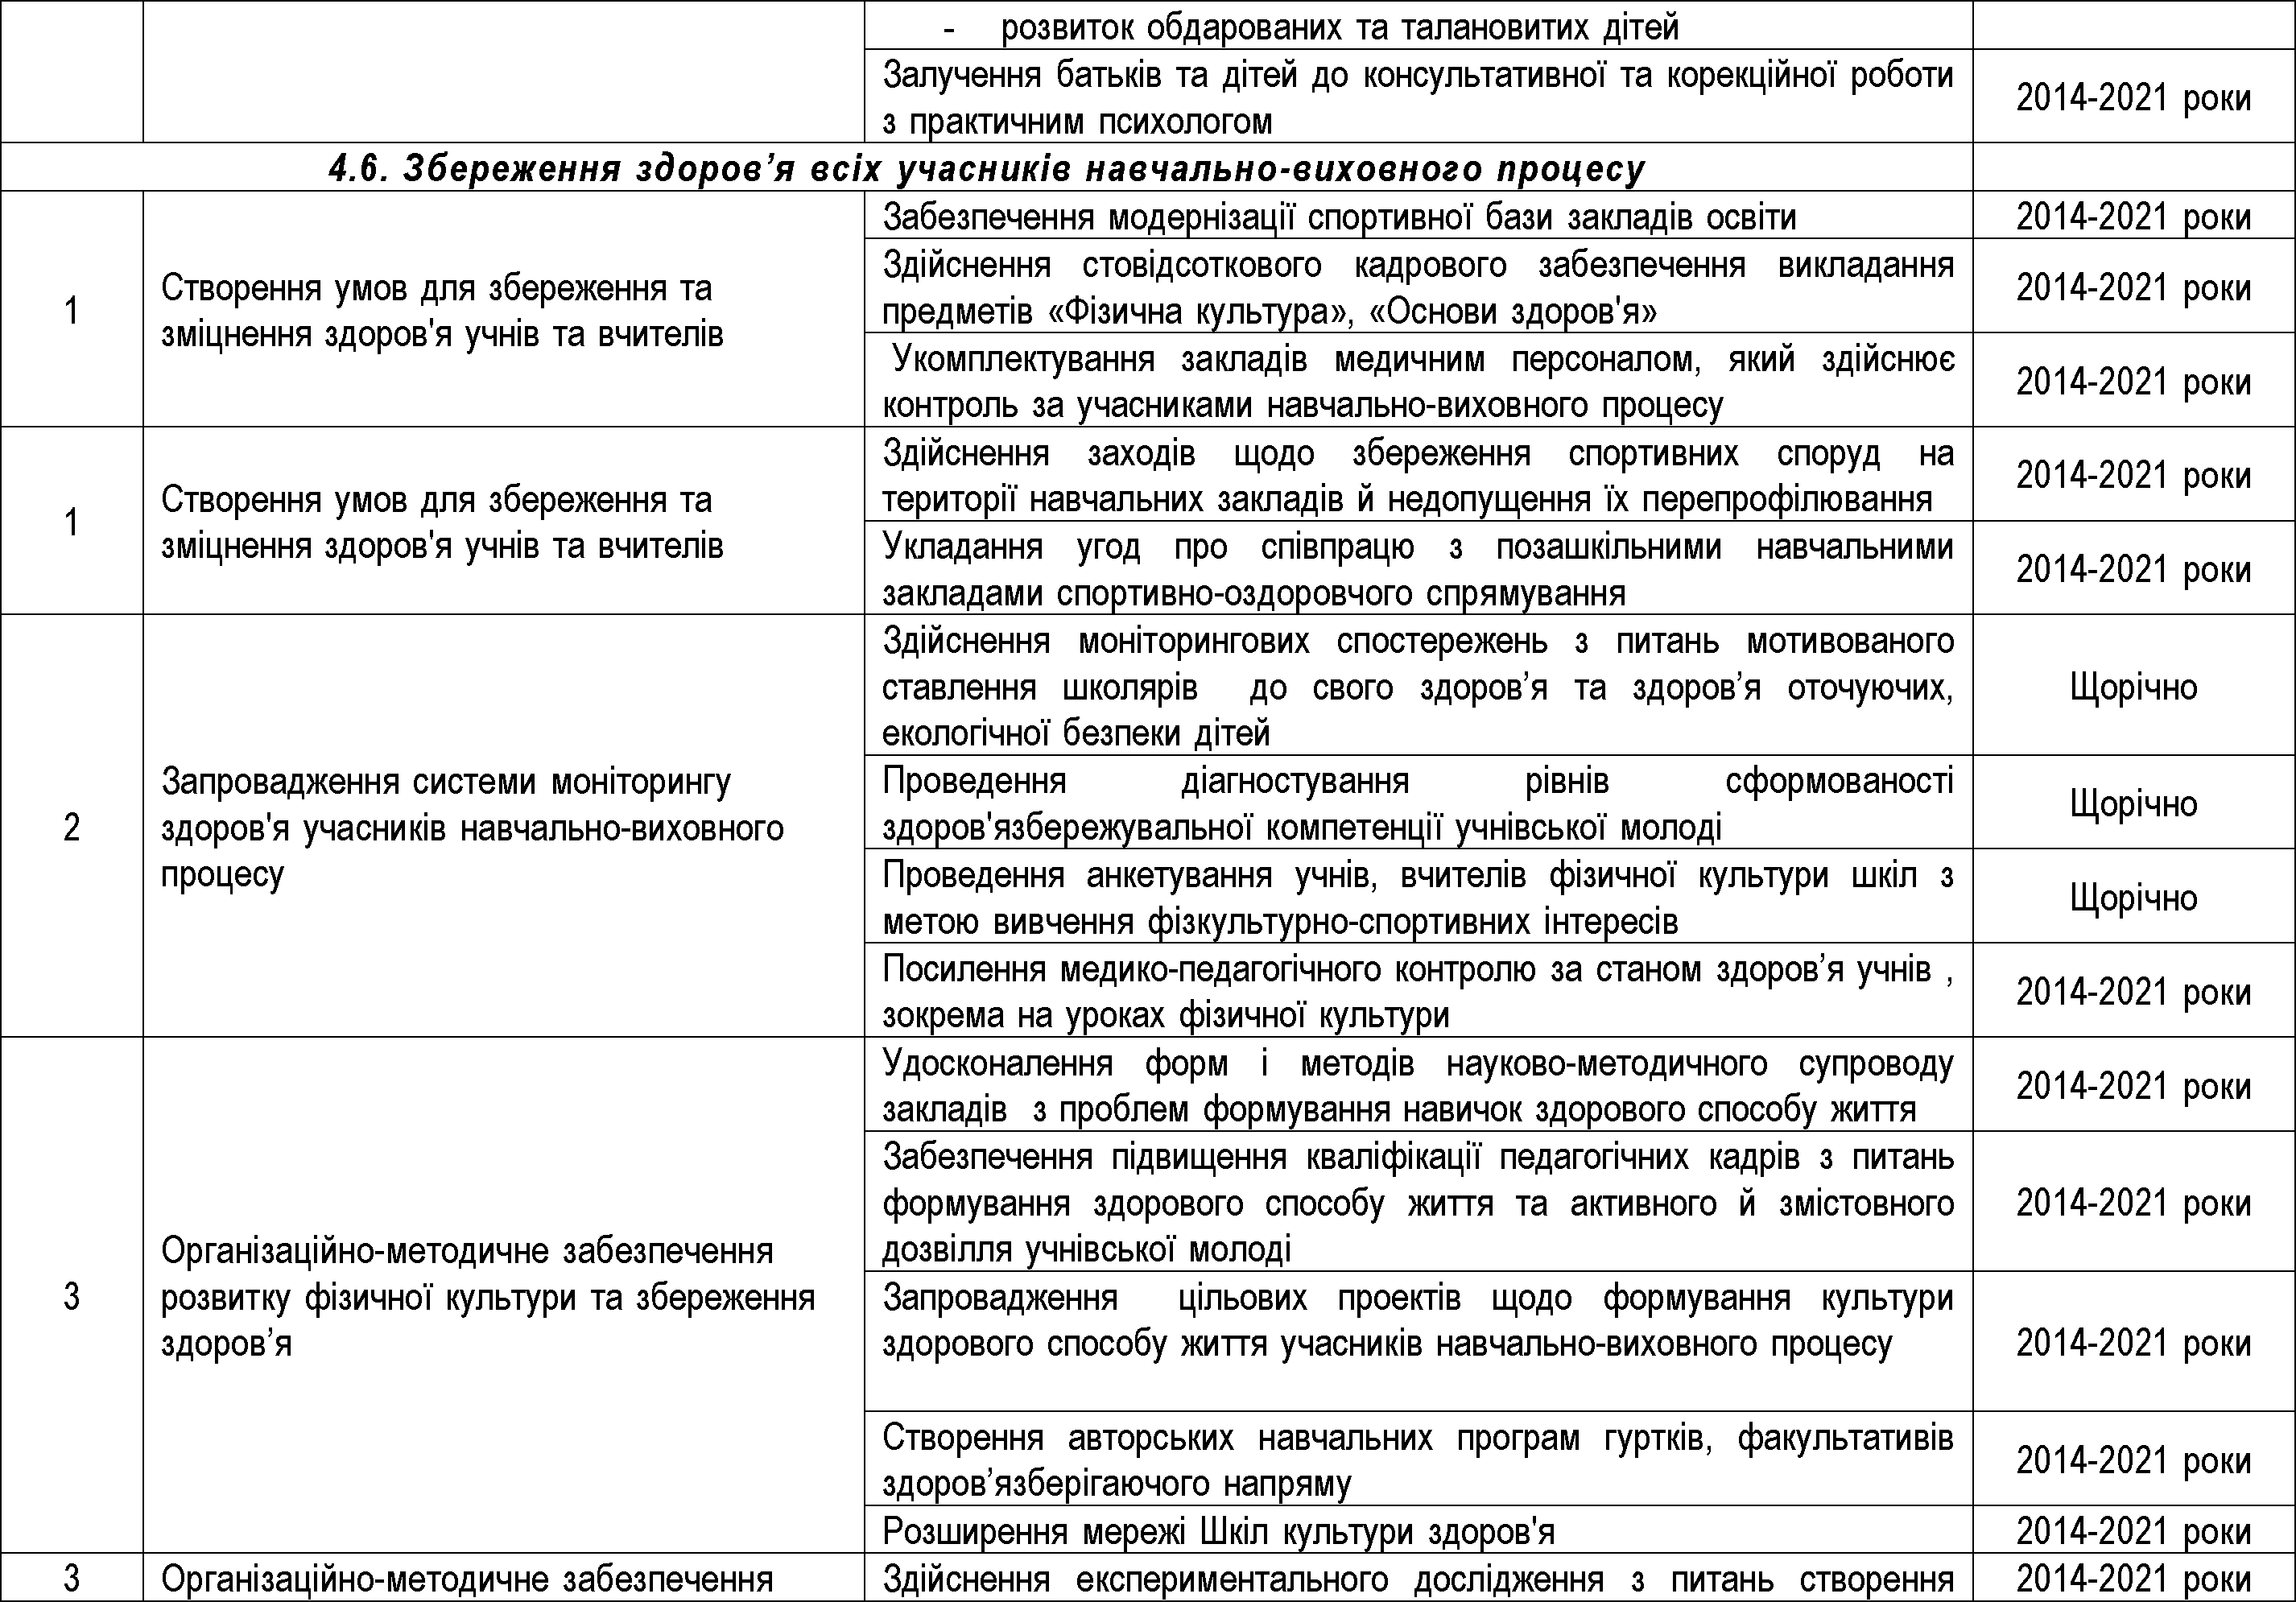 - розвиток обдарованих та талановитих дітей
Залучення батьків та дітей до консультативної та корекційної роботи
з практичним психологом
2014-2021 роки
4.6. Збереження здоров’я всіх учасників навчально-виховного процесу
1
Створення умов для збереження та
зміцнення здоров'я учнів та вчителів
Забезпечення модернізації спортивної бази закладів освіти
2014-2021 роки
Здійснення стовідсоткового кадрового забезпечення викладання
предметів «Фізична культура», «Основи здоров'я»
2014-2021 роки
Укомплектування закладів медичним персоналом, який здійснює
контроль за учасниками навчально-виховного процесу
2014-2021 роки
1
Створення умов для збереження та
зміцнення здоров'я учнів та вчителів
Здійснення заходів щодо збереження спортивних споруд на
території навчальних закладів й недопущення їх перепрофілювання
2014-2021 роки
Укладання угод про співпрацю з позашкільними навчальними
закладами спортивно-оздоровчого спрямування
2014-2021 роки
2
Запровадження системи моніторингу
здоров'я учасників навчально-виховного
процесу
Здійснення моніторингових спостережень з питань мотивованого
ставлення школярів до свого здоров’я та здоров’я оточуючих,
екологічної безпеки дітей
Щорічно
Проведення діагностування рівнів сформованості
здоров'язбережувальної компетенції учнівської молоді
Щорічно
Проведення анкетування учнів, вчителів фізичної культури шкіл з
метою вивчення фізкультурно-спортивних інтересів
Щорічно
Посилення медико-педагогічного контролю за станом здоров’я учнів ,
зокрема на уроках фізичної культури
2014-2021 роки
3
Організаційно-методичне забезпечення
розвитку фізичної культури та збереження
здоров’я
Удосконалення форм і методів науково-методичного супроводу
закладів з проблем формування навичок здорового способу життя
2014-2021 роки
Забезпечення підвищення кваліфікації педагогічних кадрів з питань
формування здорового способу життя та активного й змістовного
дозвілля учнівської молоді
2014-2021 роки
Запровадження цільових проектів щодо формування культури
здорового способу життя учасників навчально-виховного процесу
2014-2021 роки
Створення авторських навчальних програм гуртків, факультативів
здоров’язберігаючого напряму
2014-2021 роки
Розширення мережі Шкіл культури здоров'я
2014-2021 роки
3
Організаційно-методичне забезпечення
Здійснення експериментального дослідження з питань створення
2014-2021 роки